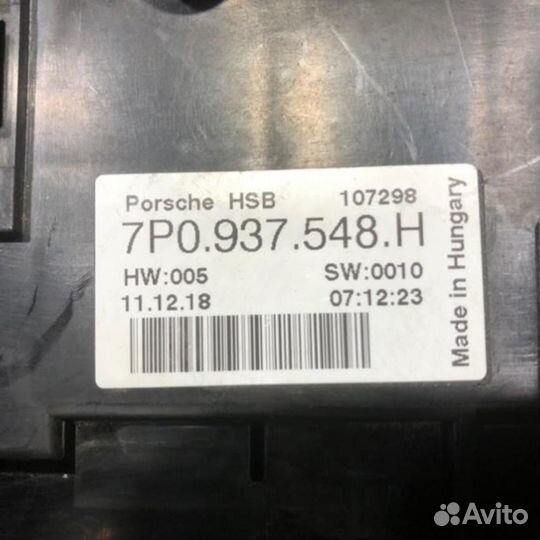 Porsche HSB 107298
7P0.937.548.H
HW:005 SW:0010
11.12.18 07:12:23
Made in Hungary
Avito